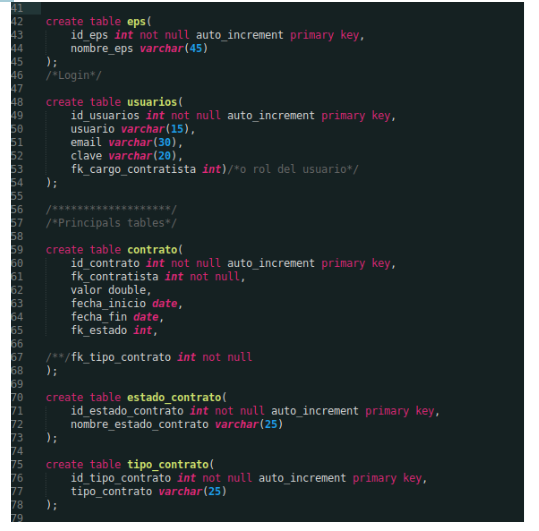 41
42 create table eps(
43 id_eps int not null auto_increment primary key,
44 nombre_eps varchar(45)
45 );
46 /*Login*/
47
48 create table usuarios(
49 id_usuarios int not null auto_increment primary key,
50 usuario varchar(15),
51 email varchar(30),
52 clave varchar(20),
53 fk_cargo_contratista int)/*o rol del usuario*/
54 );
55
56 /*******************/
57 /*Principals tables*/
58
59 create table contrato(
60 id_contrato int not null auto_increment primary key,
61 fk_contratista int not null,
62 valor double,
63 fecha_inicio date,
64 fecha_fin date,
65 fk_estado int,
66
67 /**/fk_tipo_contrato int not null
68 );
69
70 create table estado_contrato(
71 id_estado_contrato int not null auto_increment primary key,
72 nombre_estado_contrato varchar(25)
73 );
74
75 create table tipo_contrato(
76 id_tipo_contrato int not null auto_increment primary key,
77 tipo_contrato varchar(25)
78 );
79